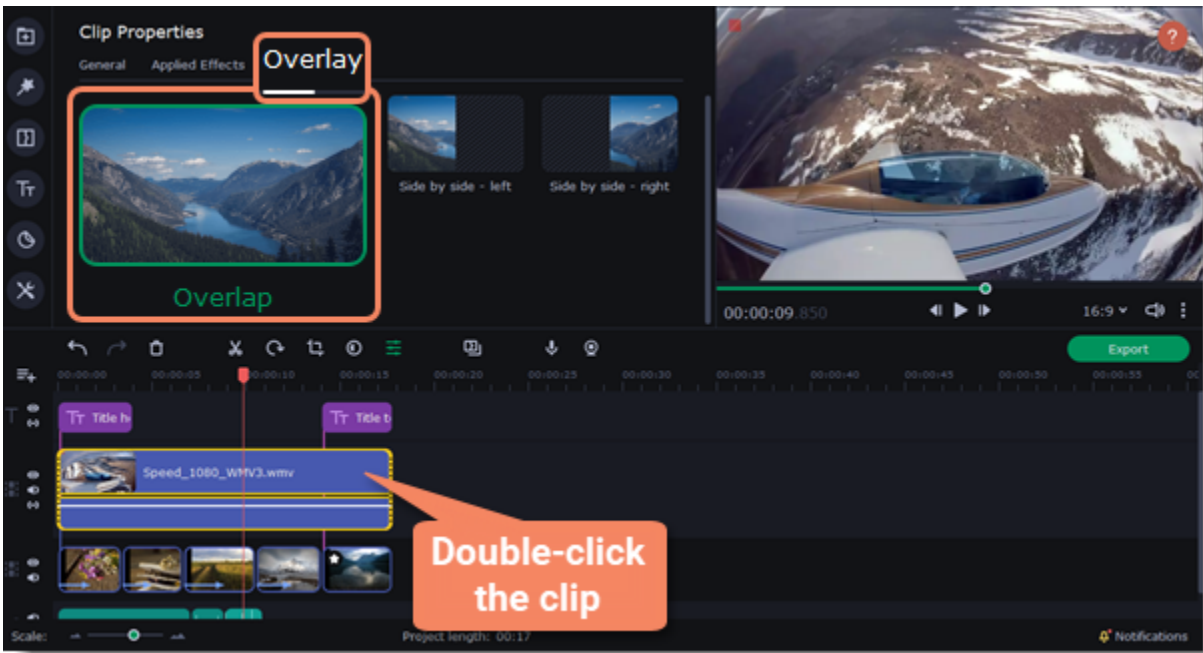 Clip Properties
General Applied Effects Overlay
Overlap
Side by side - left
Side by side - right
?
00:00:09.850
16:9
Export
00:00:00 00:00:05 00:00:10 00:00:15 00:00:20 00:00:25 00:00:30 00:00:35 00:00:40 00:00:45 00:00:50 00:00:55
Title h
Title t
Speed_1080_WMV3.wmv
Double-click
the clip
Scale:
Project length: 00:17
Notifications